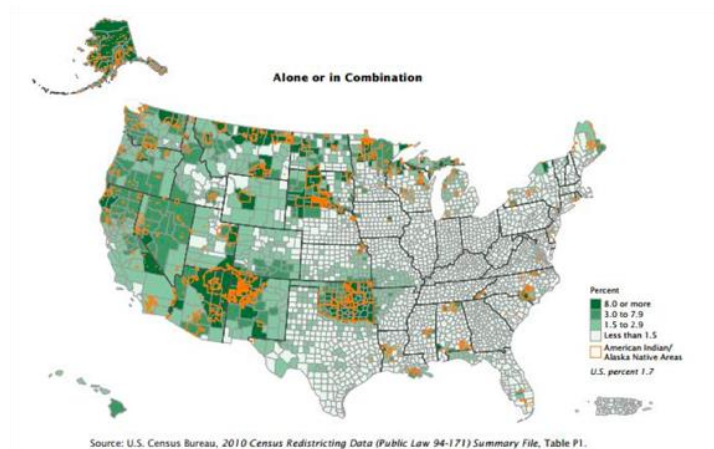 Alone or in Combination
Percent
8.0 or more
3.0 to 7.9
1.5 to 2.9
Less than 1.5
American Indian/
Alaska Native Areas
U.S. percent 1.7
Source: U.S. Census Bureau, 2010 Census Redistricting Data (Public Law 94-171) Summary File, Table P1.